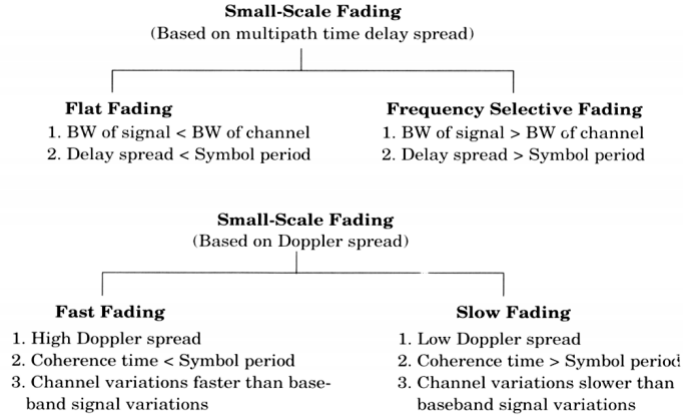 Small-Scale Fading
(Based on multipath time delay spread)
Flat Fading
1. BW of signal < BW of channel
2. Delay spread < Symbol period
Frequency Selective Fading
1. BW of signal > BW of channel
2. Delay spread > Symbol period
Small-Scale Fading
(Based on Doppler spread)
Fast Fading
1. High Doppler spread
2. Coherence time < Symbol period
3. Channel variations faster than base-
band signal variations
Slow Fading
1. Low Doppler spread
2. Coherence time > Symbol period
3. Channel variations slower than
baseband signal variations